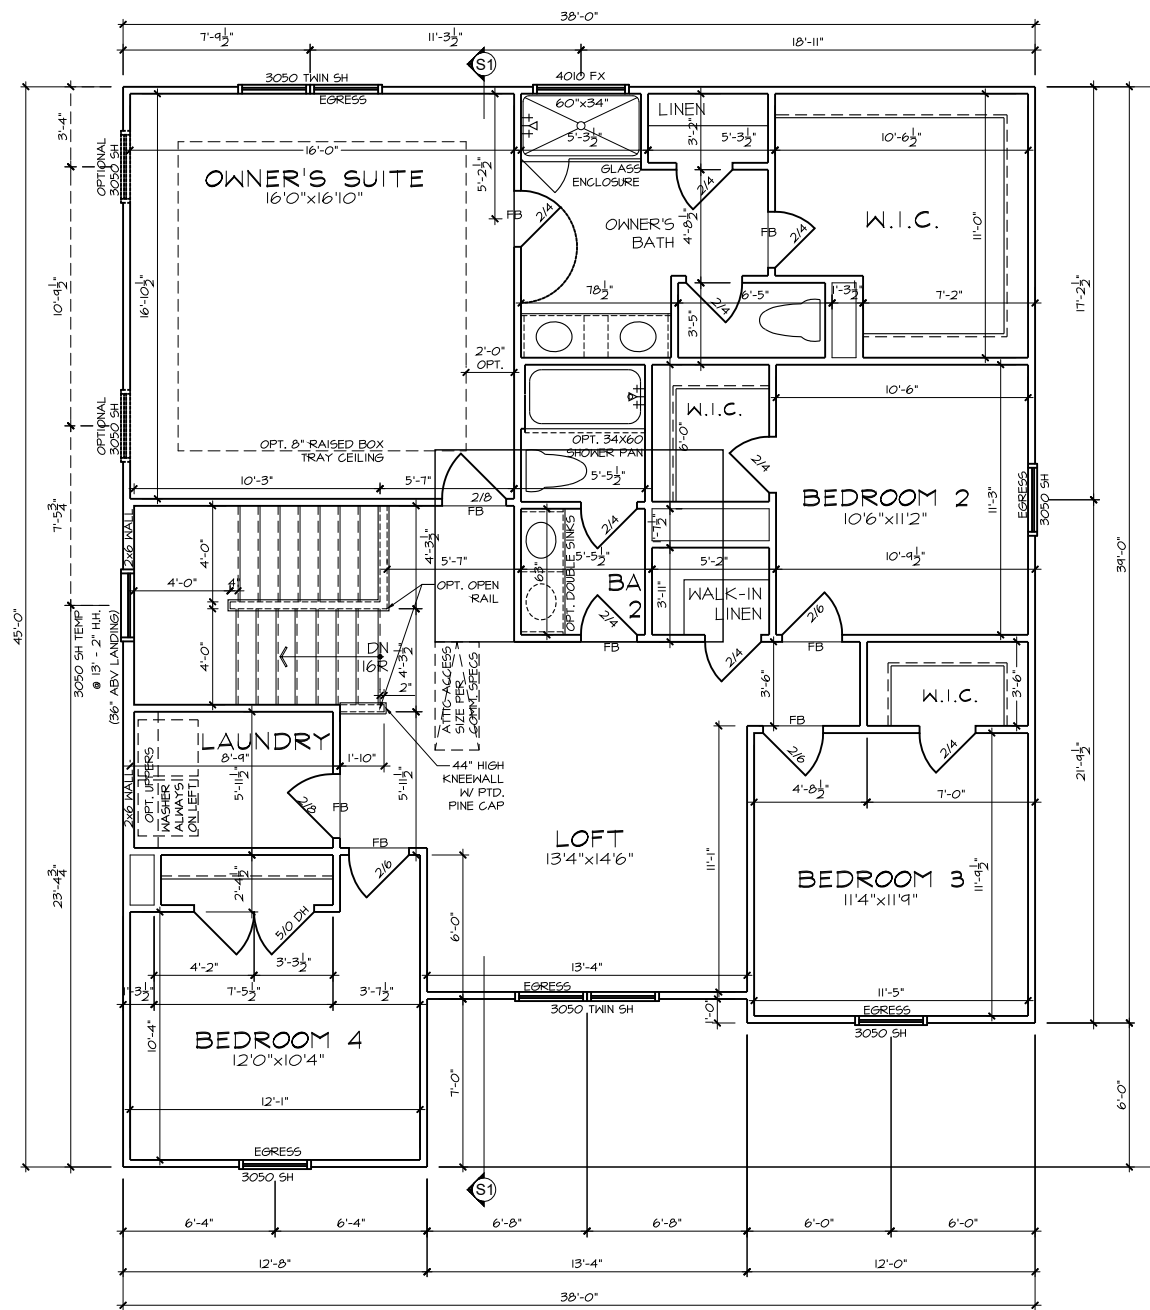 38'-0"
7'-9½"
11'-3½"
18'-11"
S1
3050 TWIN SH
EGRESS
4010 FX
60"x34"
LINEN
3'-4"
3'-2"
5'-3½"
5'-3½"
10'-6½"
16'-0"
OPTIONAL
3050 SH
GLASS
ENCLOSURE
OWNER'S SUITE
16'0"x16'10"
5'-2½"
2/4
FB
2/4
OWNER'S
BATH
4'-8½"
FB
2/4
W.I.C.
11'-0"
10'-9½"
16'-10½"
17'-2½"
78½"
2/4
6'-5"
1'-3½"
7'-2"
3'-5"
2'-0"
OPT.
10'-6"
W.I.C.
6'-0"
OPTIONAL
3050 SH
OPT. 8" RAISED BOX
TRAY CEILING
OPT. 34X60
SHOWER PAN
5'-5½"
2/4
10'-3"
5'-7"
2/8
FB
BEDROOM 2
10'6"x11'2"
11'-3"
EGRESS
3050 SH
7'-5¾"
2x6 WALL
4'-0"
4'-3½"
63"
OPT. DOUBLE SINKS
2/4
1'-7½"
4'-0"
4"
5'-7"
5'-5½"
5'-2"
10'-9½"
39'-0"
OPT. OPEN
RAIL
BA
2
3'-11"
WALK-IN
LINEN
2/4
2/6
45'-0"
3050 SH TEMP
@ 13' - 2" H.H.
(36" ABV LANDING)
4'-0"
DN
16R
4'-3½"
2"
ATTIC ACCESS
SIZE PER
COMM. SPECS
FB
2/4
FB
3'-6"
3'-6"
W.I.C.
FB
2/6
2/4
LAUNDRY
8'-9"
1'-10"
5'-11½"
5'-11½"
44" HIGH
KNEEWALL
W/ PTD.
PINE CAP
2x6 WALL
OPT. UPPERS
WASHER
ALWAYS
ON LEFT
2/8
FB
4'-8½"
7'-0"
21'-9½"
LOFT
13'4"x14'6"
11'-1"
FB
2/6
BEDROOM 3
11'4"x11'9"
11'-9½"
23'-4¾"
2'-4½"
5/0 DH
6'-0"
4'-2"
3'-3½"
13'-4"
1'-3½"
7'-5½"
3'-7½"
EGRESS
3050 TWIN SH
1'-0"
11'-5"
EGRESS
3050 SH
BEDROOM 4
12'0"x10'4"
10'-4"
7'-0"
6'-0"
12'-1"
EGRESS
3050 SH
S1
6'-4"
6'-4"
6'-8"
6'-8"
6'-0"
6'-0"
12'-8"
13'-4"
12'-0"
38'-0"